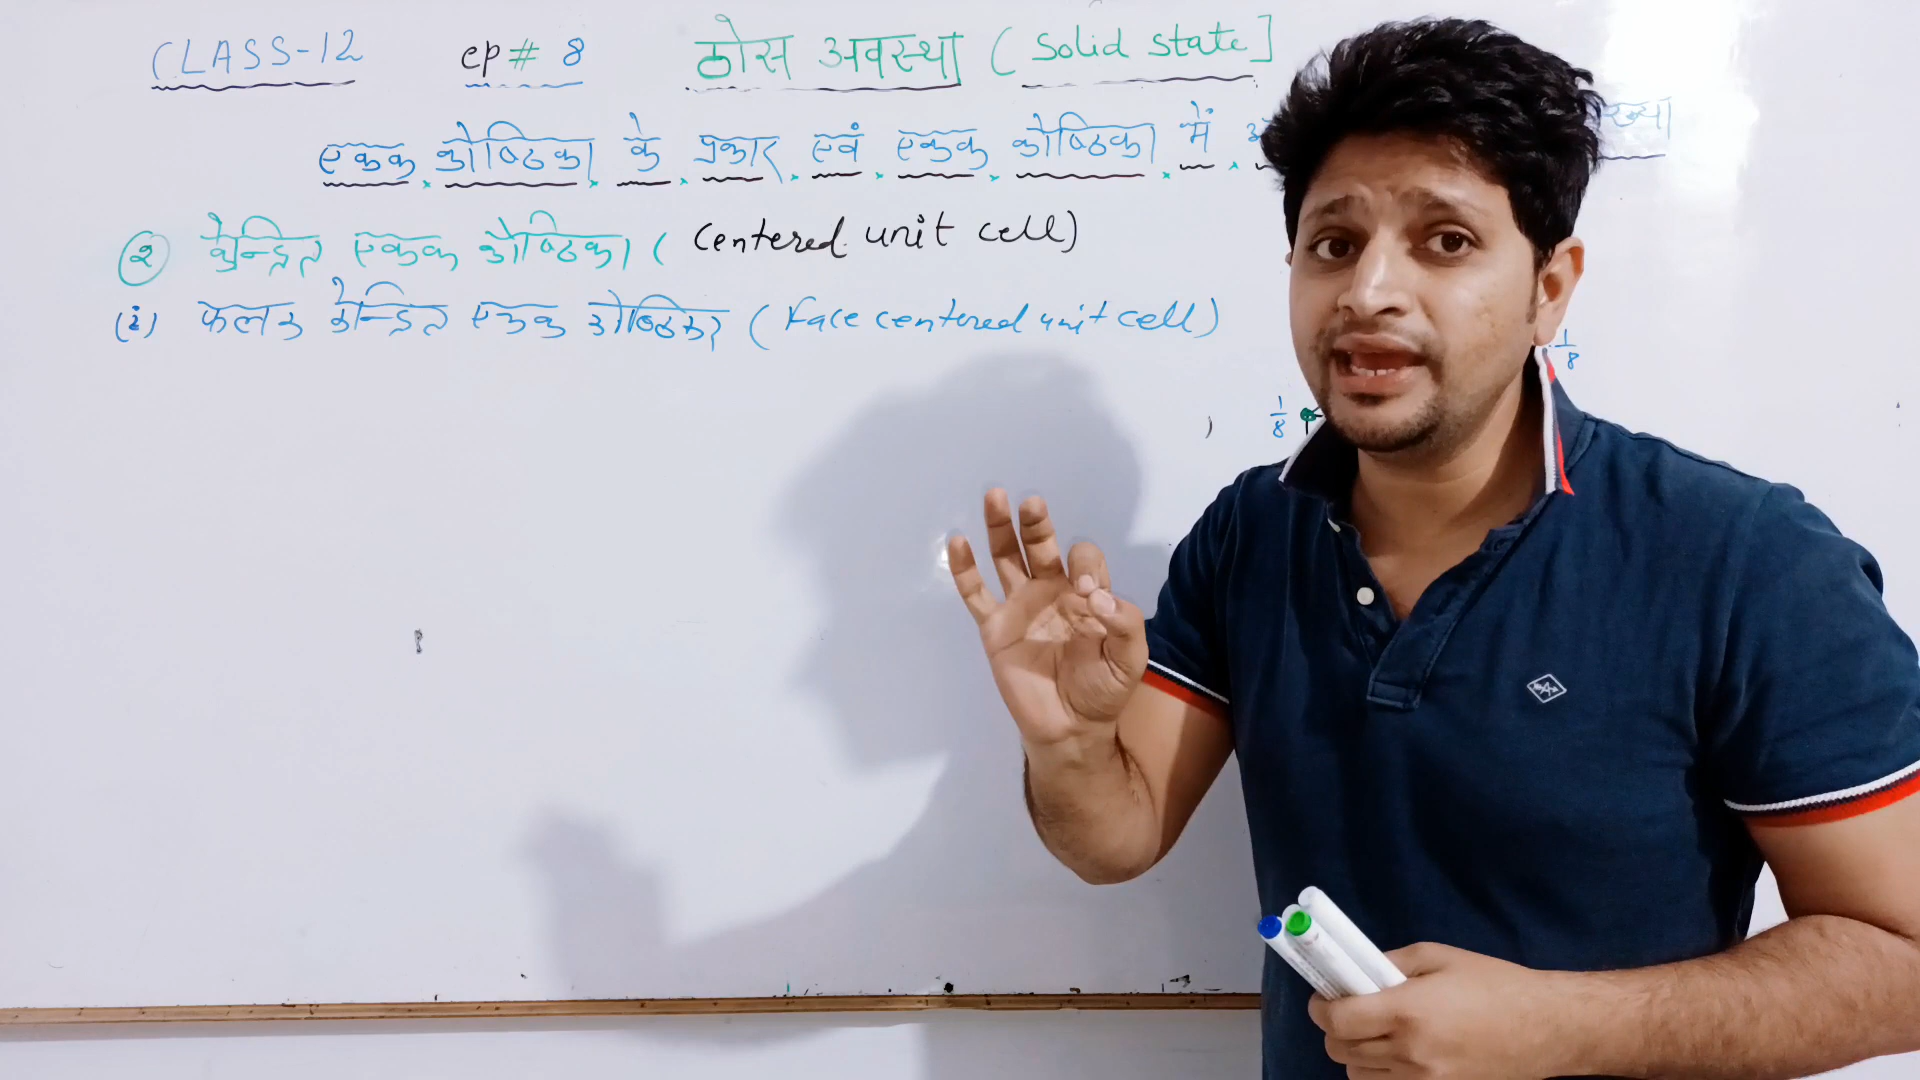 CLASS-12 ep # 8 ठोस अवस्था ( Solid state ]
एकक कोष्ठिका के प्रकार एवं एकक कोष्ठिका में
(२) केन्द्रित एकक कोष्ठिका ( Centered unit cell)
(i) फलक केन्द्रित एकक कोष्ठिका ( Face centered unit cell)
1/8
1/8